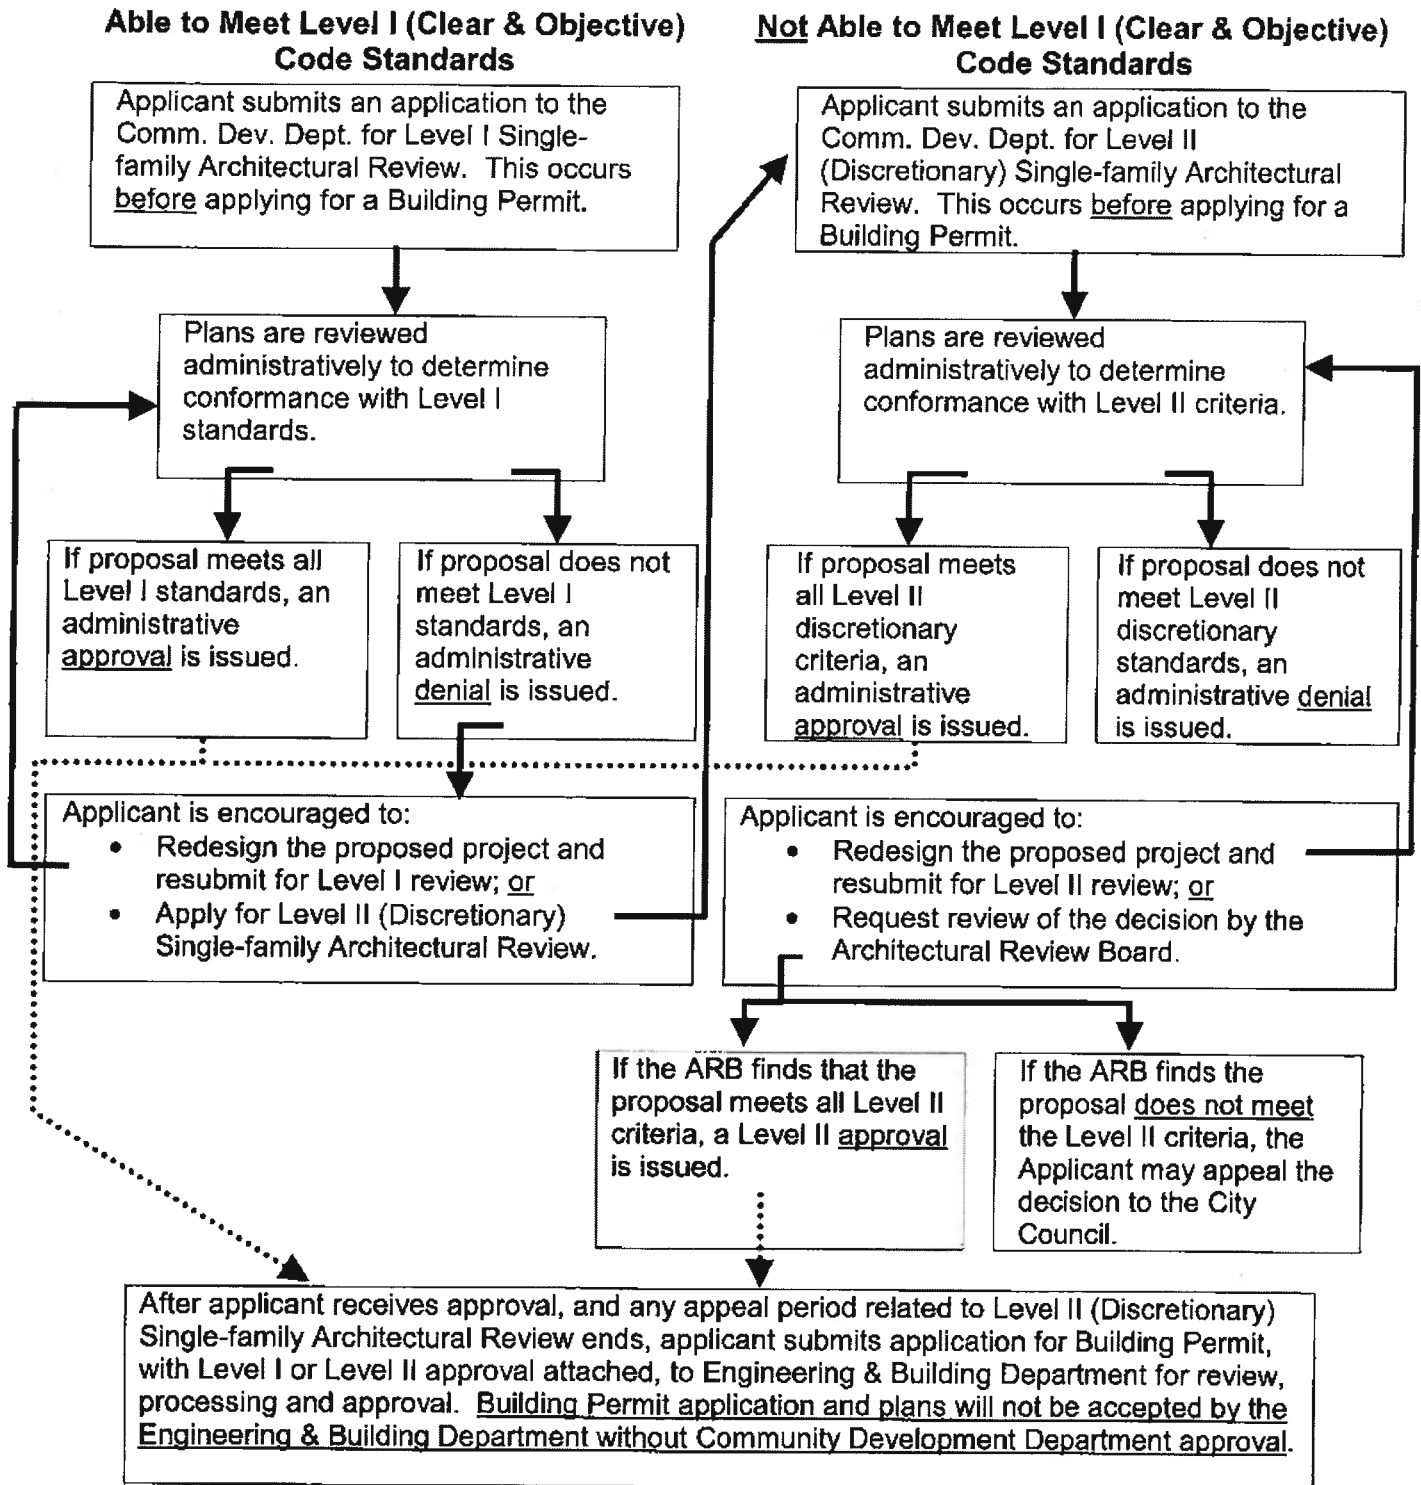 Able to Meet Level I (Clear & Objective)
Code Standards
Applicant submits an application to the
Comm. Dev. Dept. for Level I Single-
family Architectural Review.  This occurs
before applying for a Building Permit.
Plans are reviewed
administratively to determine
conformance with Level I
standards.
If proposal meets all
Level I standards, an
administrative
approval is issued.
If proposal does not
meet Level I
standards, an
administrative
denial is issued.
Applicant is encouraged to:
• Redesign the proposed project and
resubmit for Level I review; or
• Apply for Level II (Discretionary)
Single-family Architectural Review.
Not Able to Meet Level I (Clear & Objective)
Code Standards
Applicant submits an application to the
Comm. Dev. Dept. for Level II
(Discretionary) Single-family Architectural
Review.  This occurs before applying for a
Building Permit.
Plans are reviewed
administratively to determine
conformance with Level II criteria.
If proposal meets
all Level II
discretionary
criteria, an
administrative
approval is issued.
If proposal does not
meet Level II
discretionary
standards, an
administrative denial
is issued.
Applicant is encouraged to:
• Redesign the proposed project and
resubmit for Level II review; or
• Request review of the decision by the
Architectural Review Board.
If the ARB finds that the
proposal meets all Level II
criteria, a Level II approval
is issued.
If the ARB finds the
proposal does not meet
the Level II criteria, the
Applicant may appeal the
decision to the City
Council.
After applicant receives approval, and any appeal period related to Level II (Discretionary)
Single-family Architectural Review ends, applicant submits application for Building Permit,
with Level I or Level II approval attached, to Engineering & Building Department for review,
processing and approval.  Building Permit application and plans will not be accepted by the
Engineering & Building Department without Community Development Department approval.